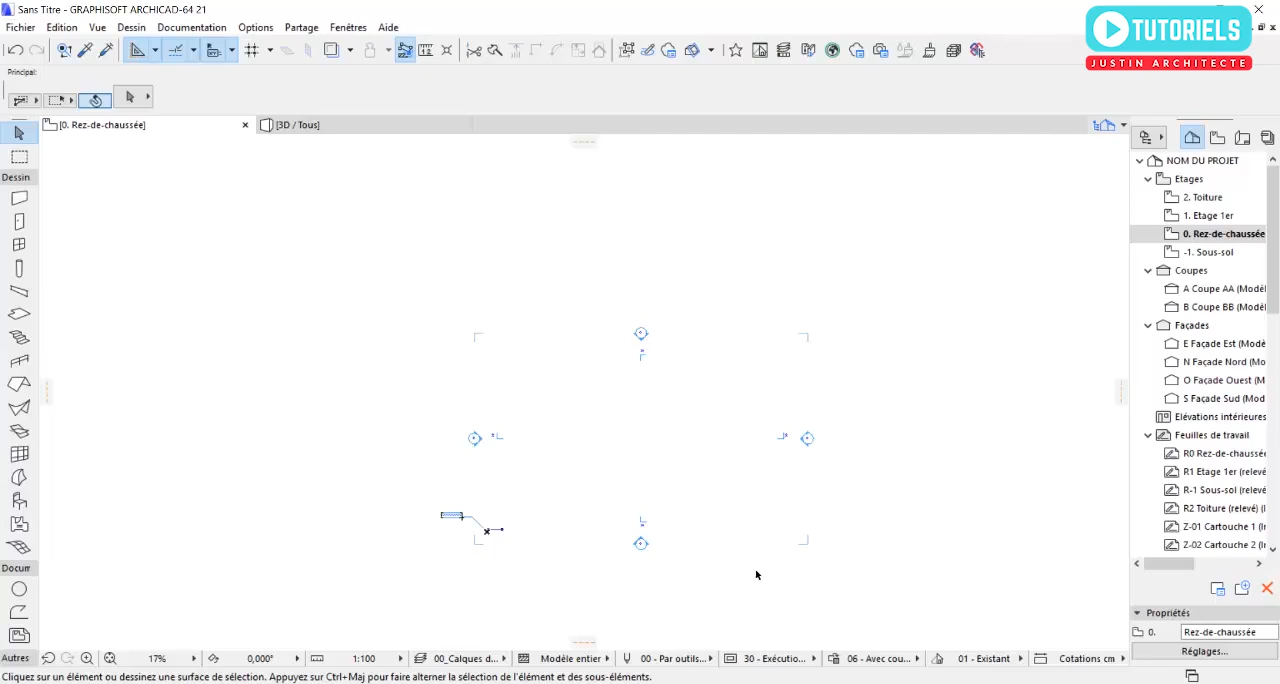 Sans Titre - GRAPHISOFT ARCHICAD-64 21
Fichier Edition Vue Dessin Documentation Options Partage Fenêtres Aide
TUTORIELS
JUSTIN ARCHITECTE
Principal:
[0. Rez-de-chaussée]
[3D / Tous]
Dessin
Docum
Autres
NOM DU PROJET
Etages
2. Toiture
1. Etage 1er
0. Rez-de-chaussée
-1. Sous-sol
Coupes
A Coupe AA (Modèl
B Coupe BB (Modèl
Façades
E Façade Est (Modè
N Façade Nord (Mo
O Façade Ouest (M
S Façade Sud (Mod
Elévations intérieures
Feuilles de travail
R0 Rez-de-chaussée
R1 Etage 1er (relevé
R-1 Sous-sol (relevé)
R2 Toiture (relevé) (I
Z-01 Cartouche 1 (Ir
Z-02 Cartouche 2 (Ir
Propriétés
0. Rez-de-chaussée
Réglages...
17% 0,000° 1:100 00_Calques d... Modèle entier 00 - Par outils... 30 - Exécutio... 06 - Avec cou... 01 - Existant Cotations cm
Cliquez sur un élément ou dessinez une surface de sélection. Appuyez sur Ctrl+Maj pour faire alterner la sélection de l'élément et des sous-éléments.